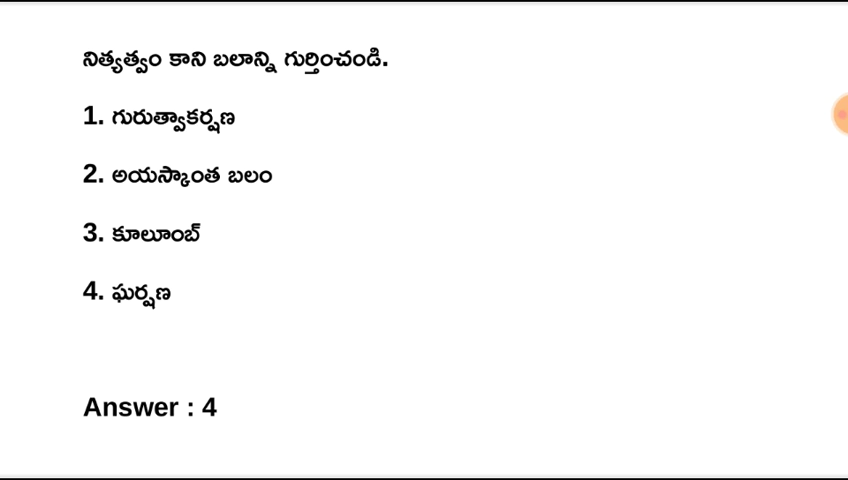 నిత్యత్వం కాని బలాన్ని గుర్తించండి.
1. గురుత్వాకర్షణ
2. అయస్కాంత బలం
3. కూలూంబ్
4. ఘర్షణ
Answer : 4